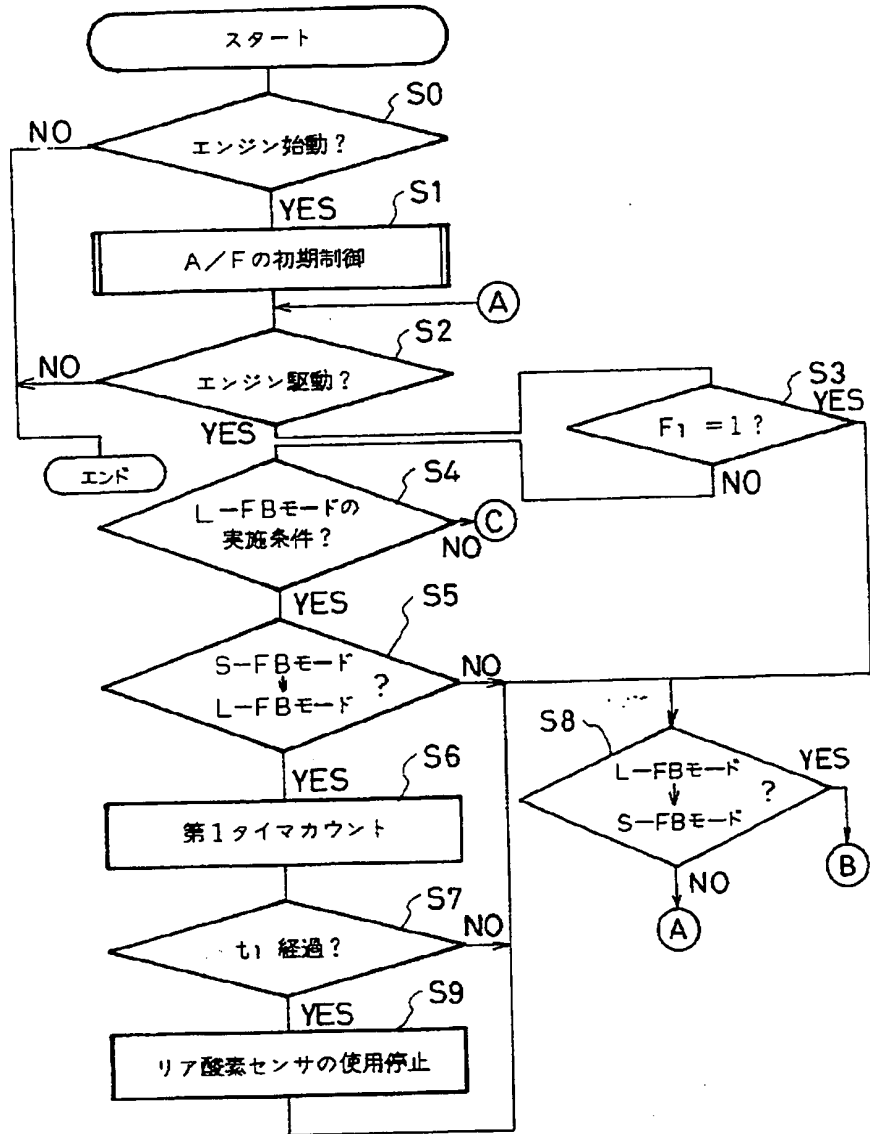 スタート
S0
NO
エンジン始動?
YES
S1
A/Fの初期制御
A
S2
NO
エンジン駆動?
YES
S3
YES
F1 =1?
NO
エンド
S4
L-FBモードの
実施条件?
C
NO
YES
S5
S-FBモード
↓
L-FBモード
?
NO
YES
S8
L-FBモード
↓
S-FBモード
?
YES
B
NO
A
S6
第1タイマカウント
S7
t1 経過?
NO
YES
S9
リア酸素センサの使用停止